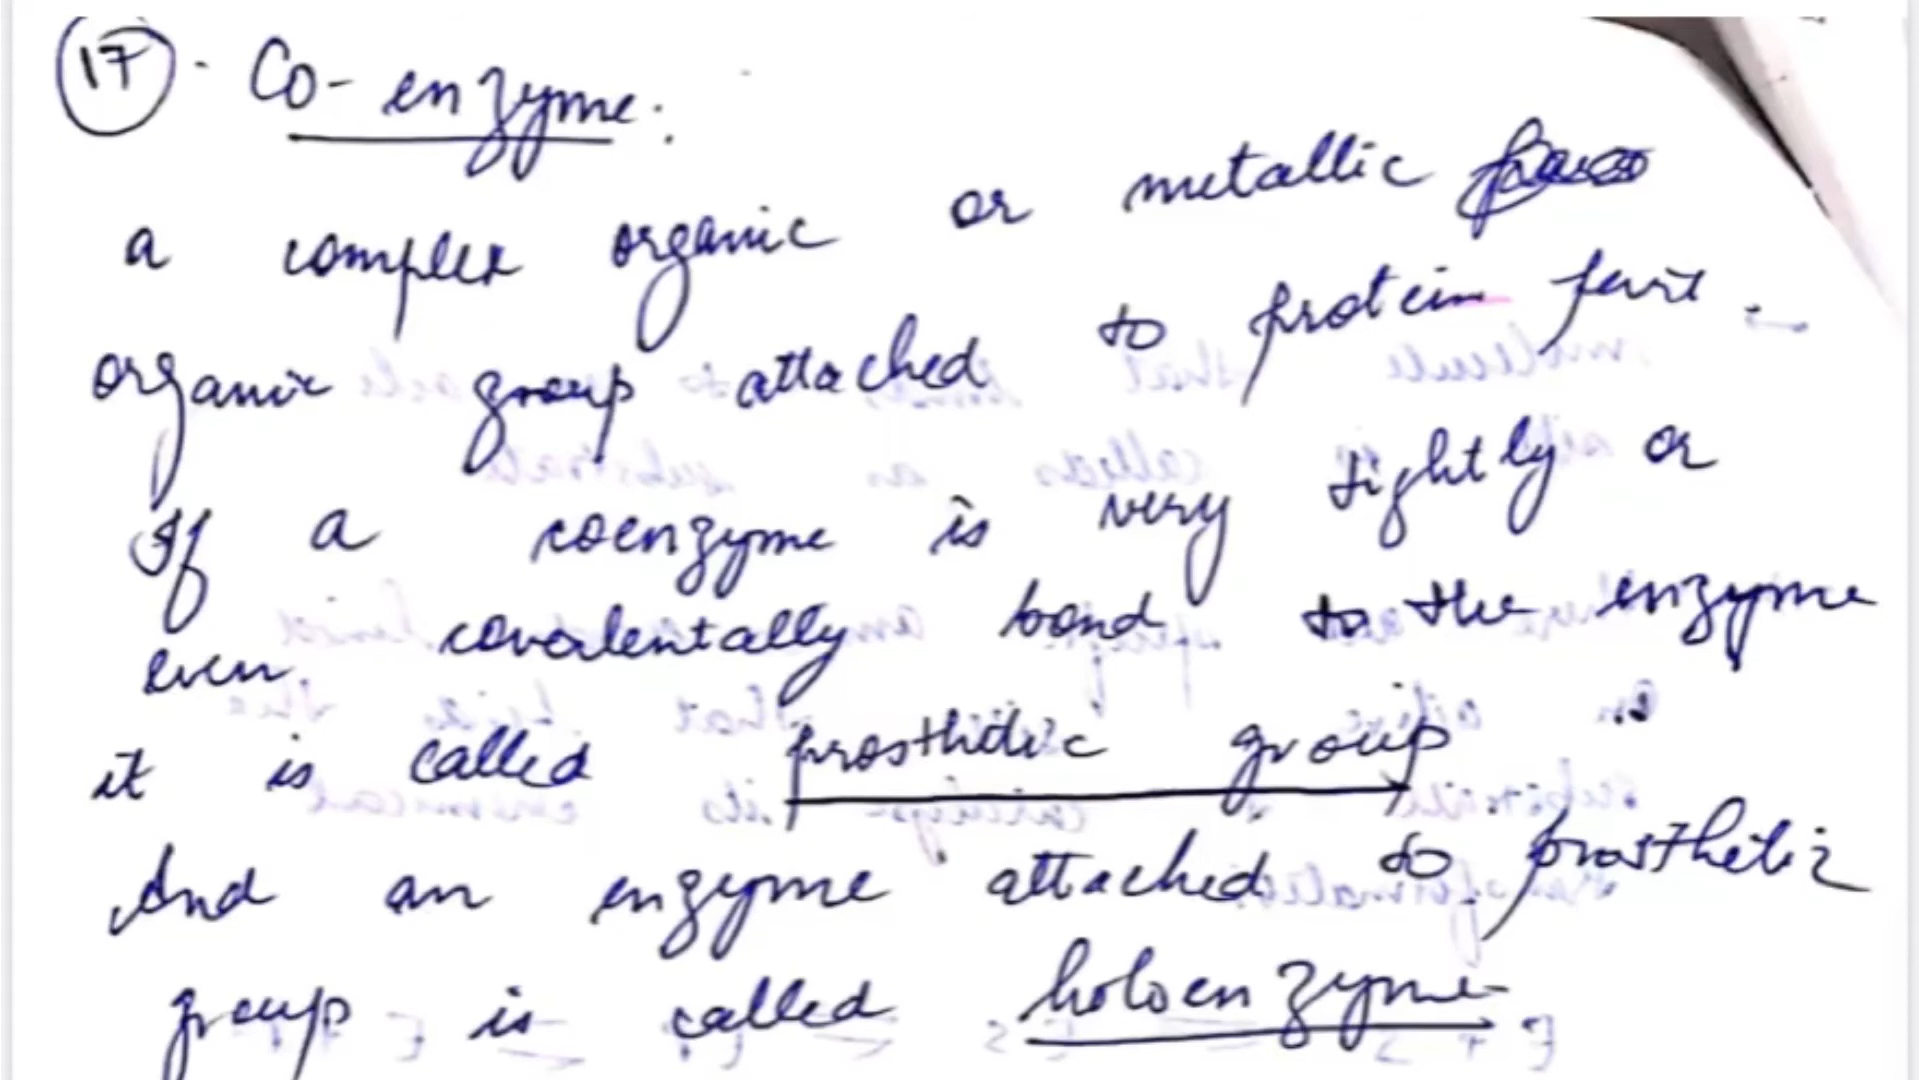 17. Co-enzyme:
a complex organic or metallic
organic group attached to protein part.
If a coenzyme is very tightly or
even covalentally bond to the enzyme
it is called prosthetic group.
And an enzyme attached to prosthetic
group is called holoenzyme